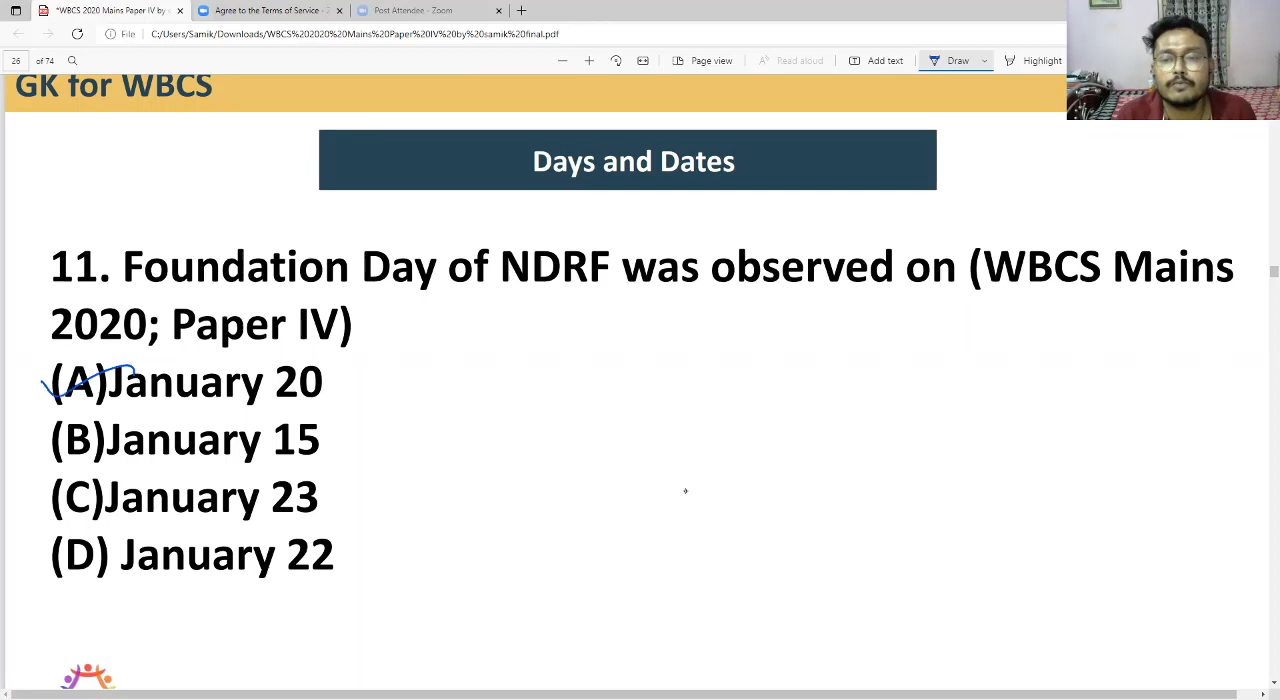 *WBCS 2020 Mains Paper IV by
Agree to the Terms of Service - Z
Post Attendee - Zoom
File
C:/Users/Samik/Downloads/WBCS%202020%20Mains%20Paper%20IV%20by%20samik%20final.pdf
26 of 74
Page view
Read aloud
Add text
Draw
Highlight
GK for WBCS
Days and Dates
11. Foundation Day of NDRF was observed on (WBCS Mains
2020; Paper IV)
(A)January 20
(B)January 15
(C)January 23
(D) January 22